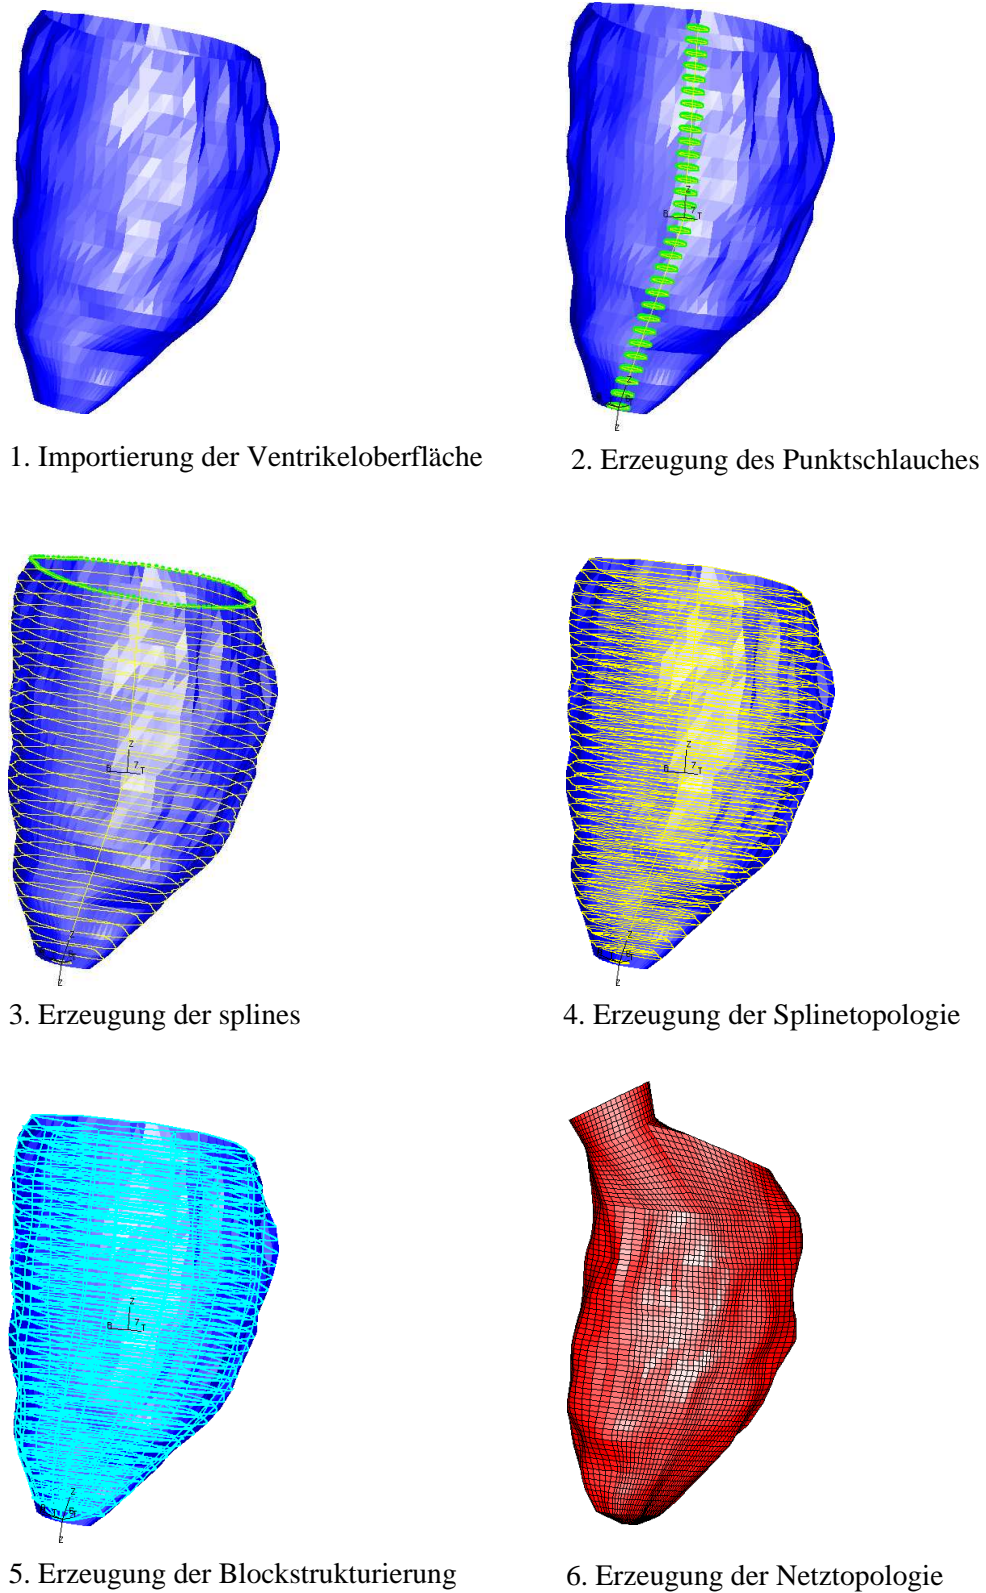 1. Importierung der Ventrikeloberfläche
2. Erzeugung des Punktschlauches
3. Erzeugung der splines
4. Erzeugung der Splinetopologie
5. Erzeugung der Blockstrukturierung
6. Erzeugung der Netztopologie